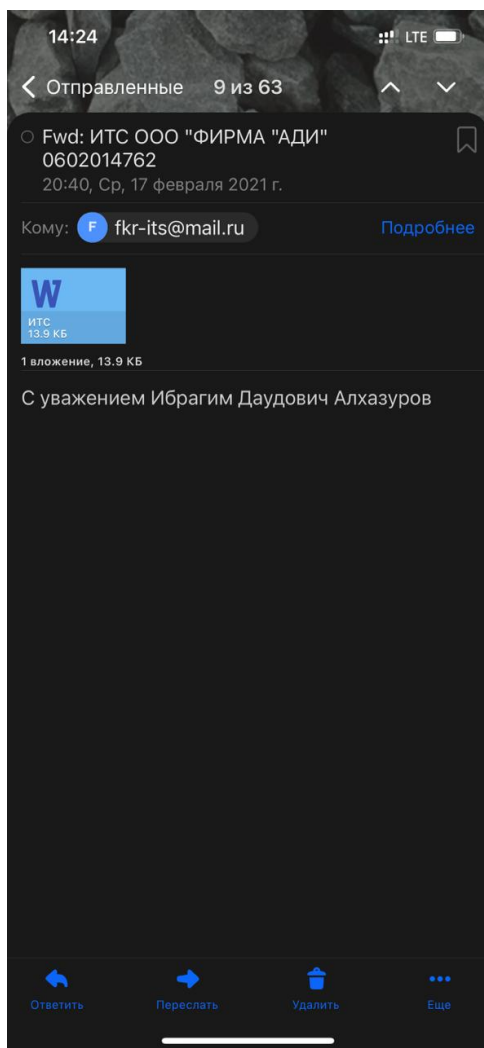 14:24
LTE
Отправленные 9 из 63
Fwd: ИТС ООО "ФИРМА "АДИ"
0602014762
20:40, Ср, 17 февраля 2021 г.
Кому: F fkr-its@mail.ru Подробнее
W
ИТС
13.9 КБ
1 вложение, 13.9 КБ
С уважением Ибрагим Даудович Алхазуров
Ответить Переслать Удалить Еще